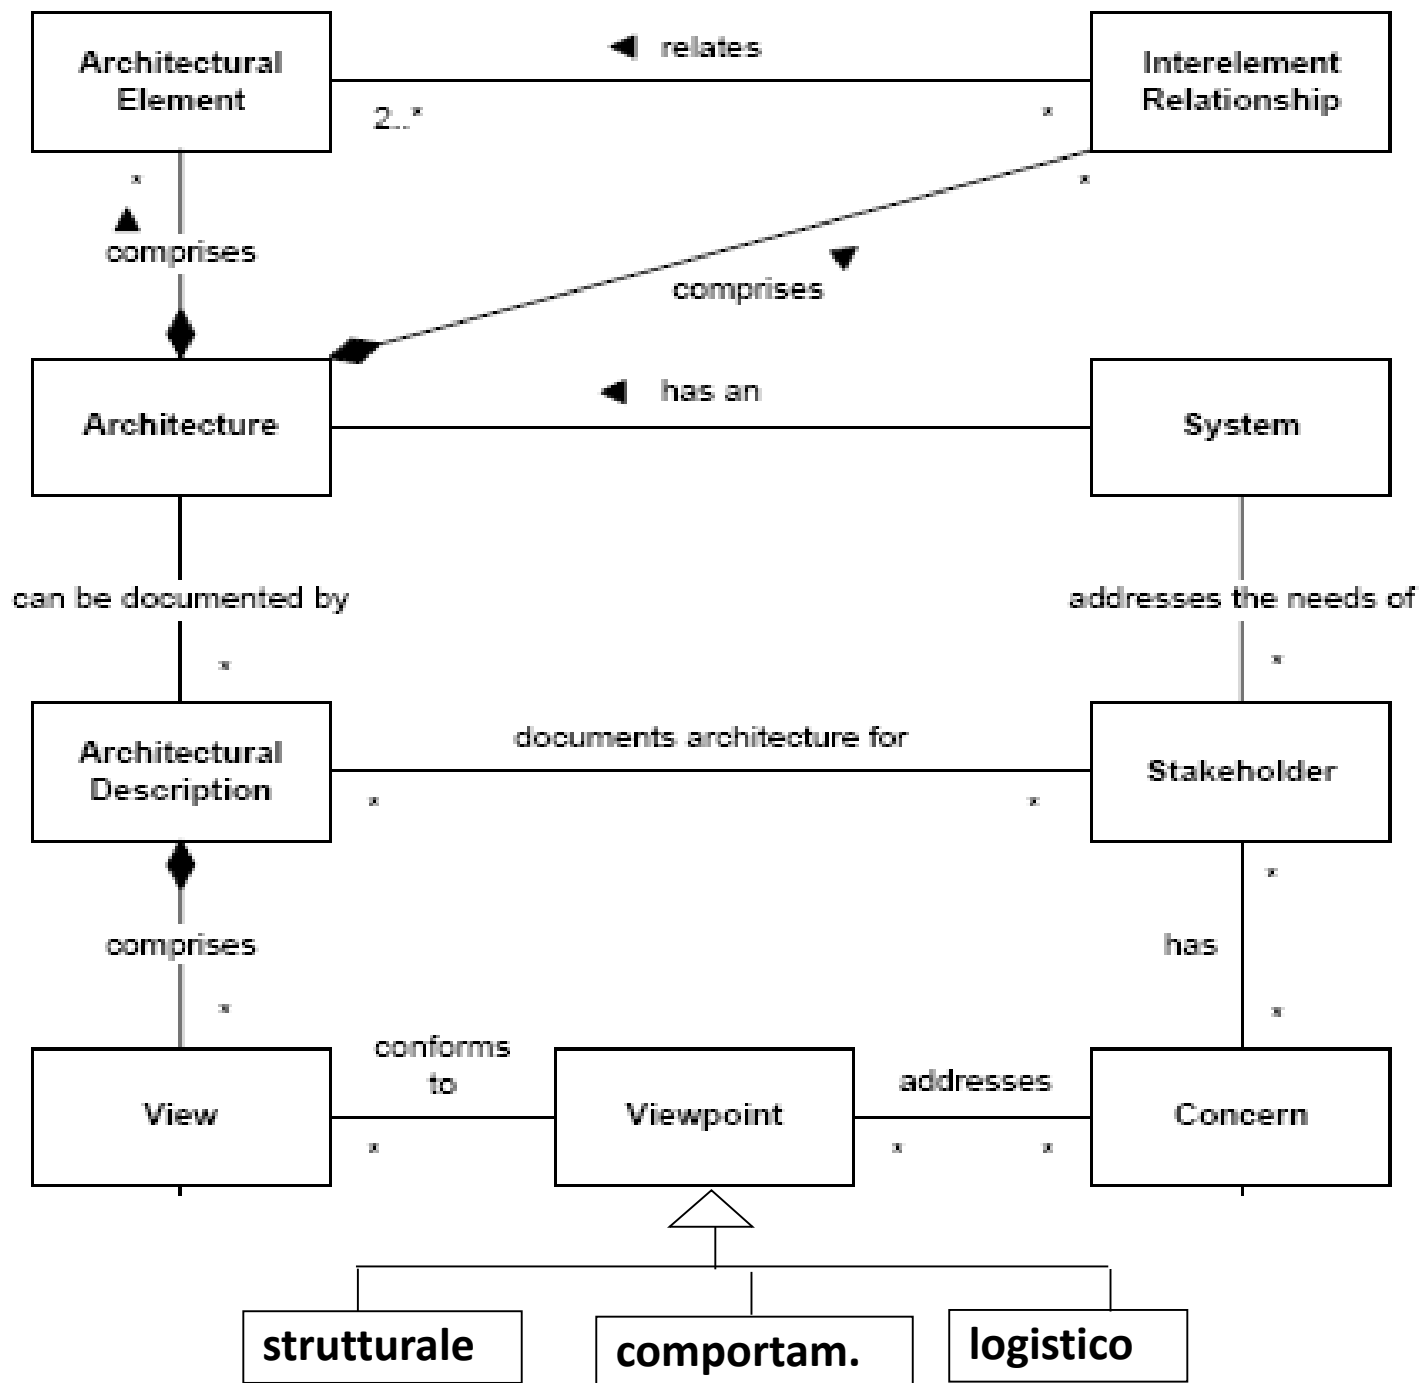 Architectural
Element
◄ relates
Interelement
Relationship
2..*
*
*
*
▲
comprises
comprises
Architecture
◄ has an
System
can be documented by
addresses the needs of
*
*
Architectural
Description
documents architecture for
Stakeholder
*
*
*
comprises
has
*
*
View
conforms
to
Viewpoint
addresses
Concern
*
*
*
strutturale
comportam.
logistico